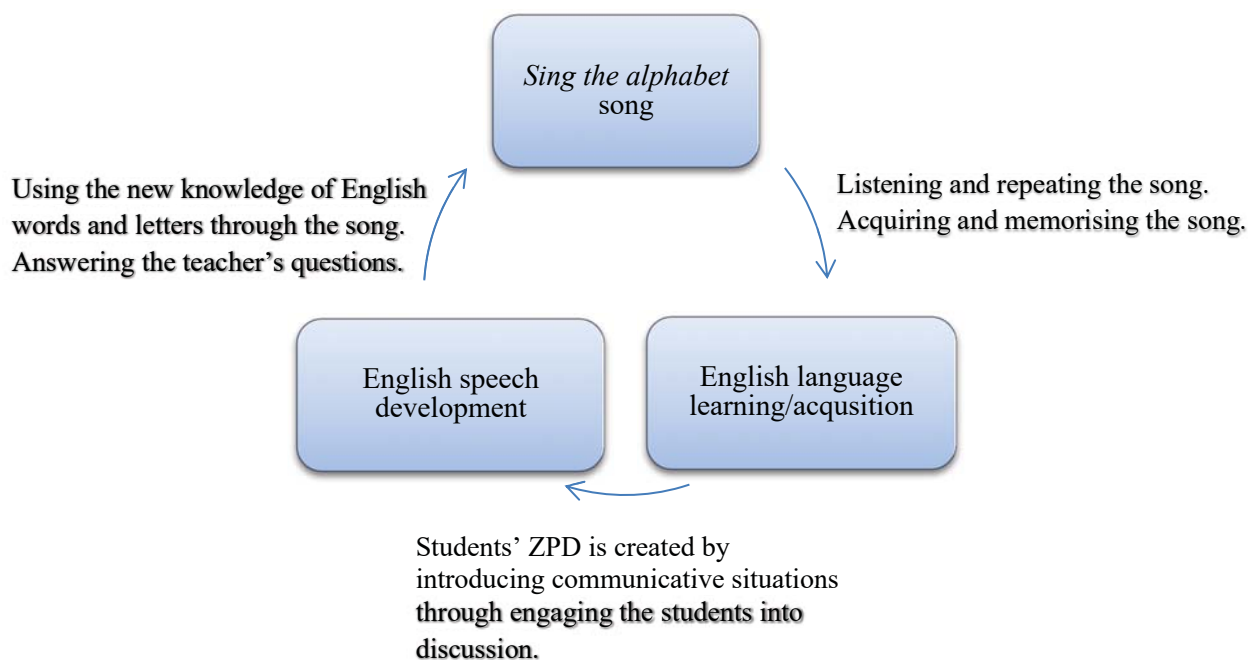 Sing the alphabet
song
Using the new knowledge of English
words and letters through the song.
Answering the teacher’s questions.
Listening and repeating the song.
Acquiring and memorising the song.
English speech
development
English language
learning/acqusition
Students’ ZPD is created by
introducing communicative situations
through engaging the students into
discussion.